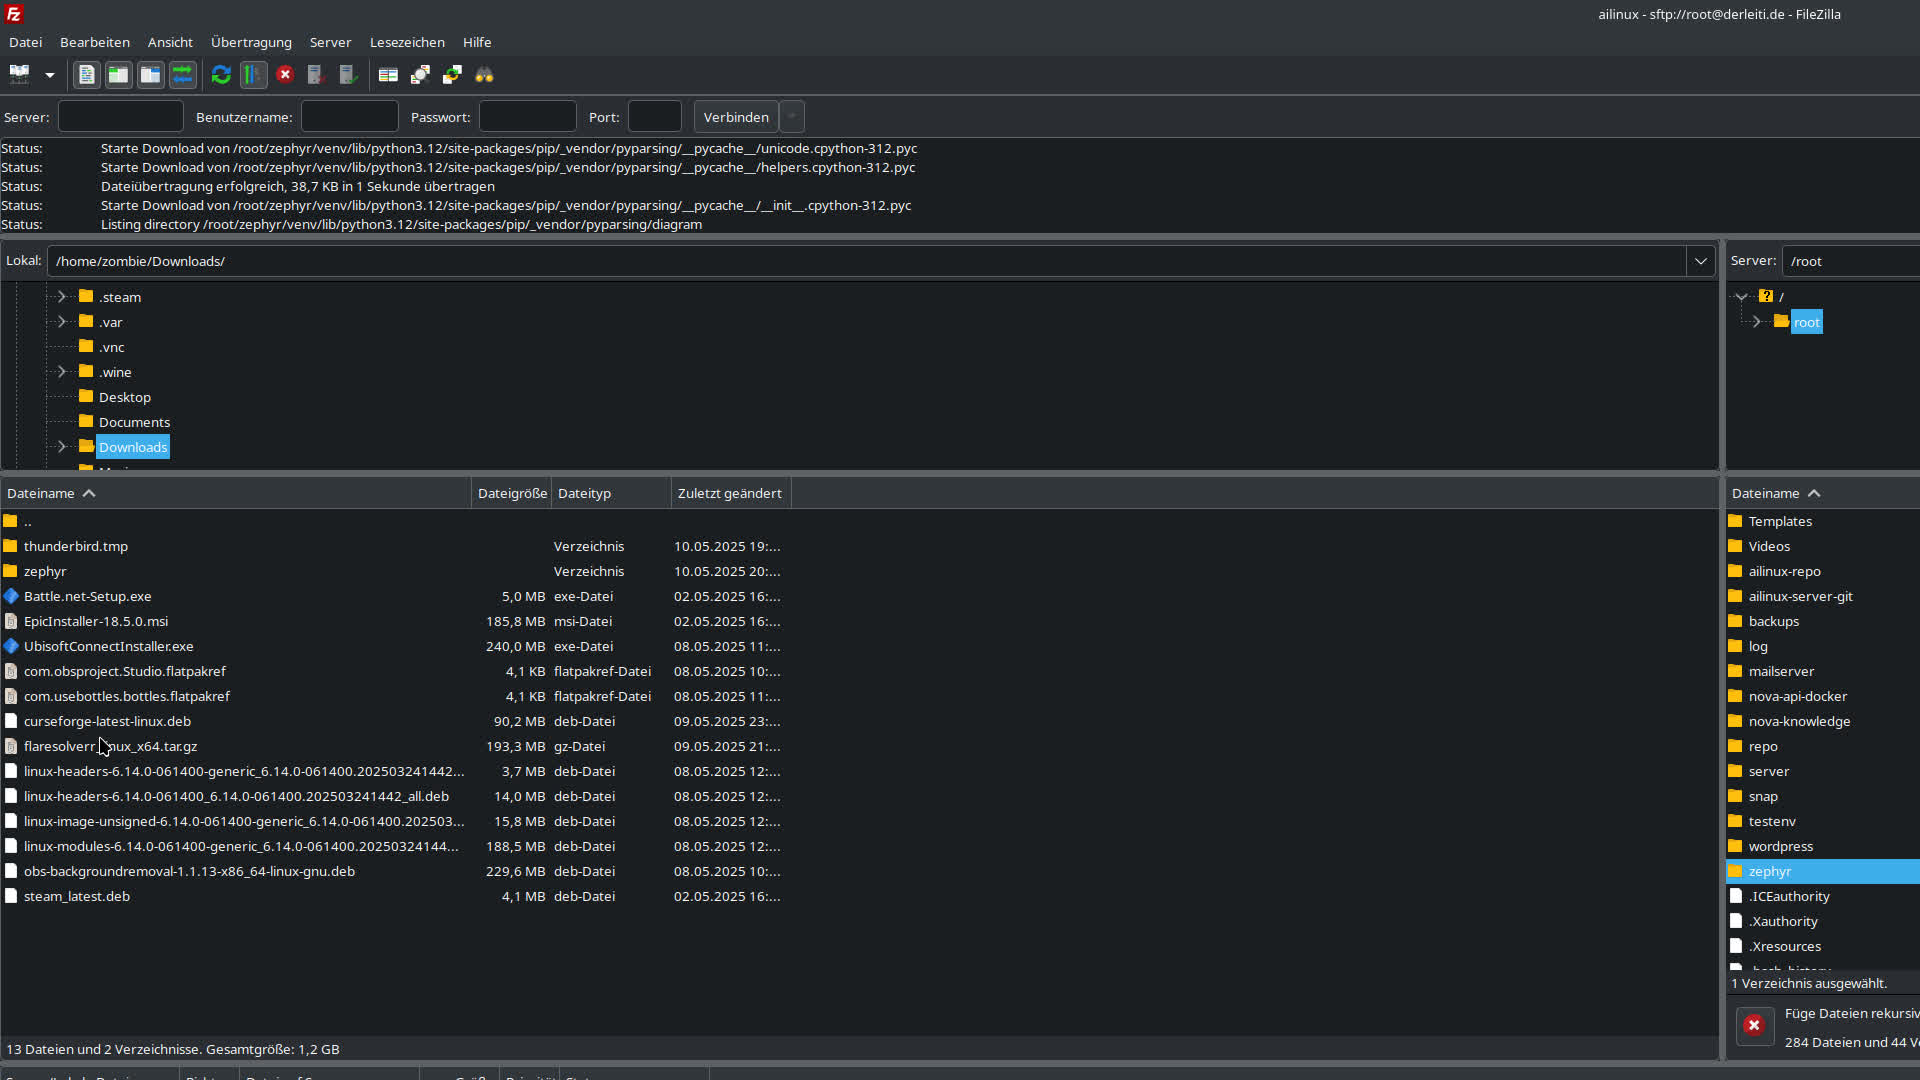 ailinux - sftp://root@derleiti.de - FileZilla
Datei Bearbeiten Ansicht Übertragung Server Lesezeichen Hilfe
Server: Benutzername: Passwort: Port: Verbinden
Status: Starte Download von /root/zephyr/venv/lib/python3.12/site-packages/pip/_vendor/pyparsing/__pycache__/unicode.cpython-312.pyc
Status: Starte Download von /root/zephyr/venv/lib/python3.12/site-packages/pip/_vendor/pyparsing/__pycache__/helpers.cpython-312.pyc
Status: Dateiübertragung erfolgreich, 38,7 KB in 1 Sekunde übertragen
Status: Starte Download von /root/zephyr/venv/lib/python3.12/site-packages/pip/_vendor/pyparsing/__pycache__/__init__.cpython-312.pyc
Status: Listing directory /root/zephyr/venv/lib/python3.12/site-packages/pip/_vendor/pyparsing/diagram
Lokal: /home/zombie/Downloads/
.steam
.var
.vnc
.wine
Desktop
Documents
Downloads
Dateiname Dateigröße Dateityp Zuletzt geändert
..
thunderbird.tmp Verzeichnis 10.05.2025 19:...
zephyr Verzeichnis 10.05.2025 20:...
Battle.net-Setup.exe 5,0 MB exe-Datei 02.05.2025 16:...
EpicInstaller-18.5.0.msi 185,8 MB msi-Datei 02.05.2025 16:...
UbisoftConnectInstaller.exe 240,0 MB exe-Datei 08.05.2025 11:...
com.obsproject.Studio.flatpakref 4,1 KB flatpakref-Datei 08.05.2025 10:...
com.usebottles.bottles.flatpakref 4,1 KB flatpakref-Datei 08.05.2025 11:...
curseforge-latest-linux.deb 90,2 MB deb-Datei 09.05.2025 23:...
flaresolverr_linux_x64.tar.gz 193,3 MB gz-Datei 09.05.2025 21:...
linux-headers-6.14.0-061400-generic_6.14.0-061400.202503241442... 3,7 MB deb-Datei 08.05.2025 12:...
linux-headers-6.14.0-061400_6.14.0-061400.202503241442_all.deb 14,0 MB deb-Datei 08.05.2025 12:...
linux-image-unsigned-6.14.0-061400-generic_6.14.0-061400.202503... 15,8 MB deb-Datei 08.05.2025 12:...
linux-modules-6.14.0-061400-generic_6.14.0-061400.20250324144... 188,5 MB deb-Datei 08.05.2025 12:...
obs-backgroundremoval-1.1.13-x86_64-linux-gnu.deb 229,6 MB deb-Datei 08.05.2025 10:...
steam_latest.deb 4,1 MB deb-Datei 02.05.2025 16:...
13 Dateien und 2 Verzeichnisse. Gesamtgröße: 1,2 GB
Server: /root
/
root
Dateiname
Templates
Videos
ailinux-repo
ailinux-server-git
backups
log
mailserver
nova-api-docker
nova-knowledge
repo
server
snap
testenv
wordpress
zephyr
.ICEauthority
.Xauthority
.Xresources
1 Verzeichnis ausgewählt.
Füge Dateien rekursiv
284 Dateien und 44 Ve